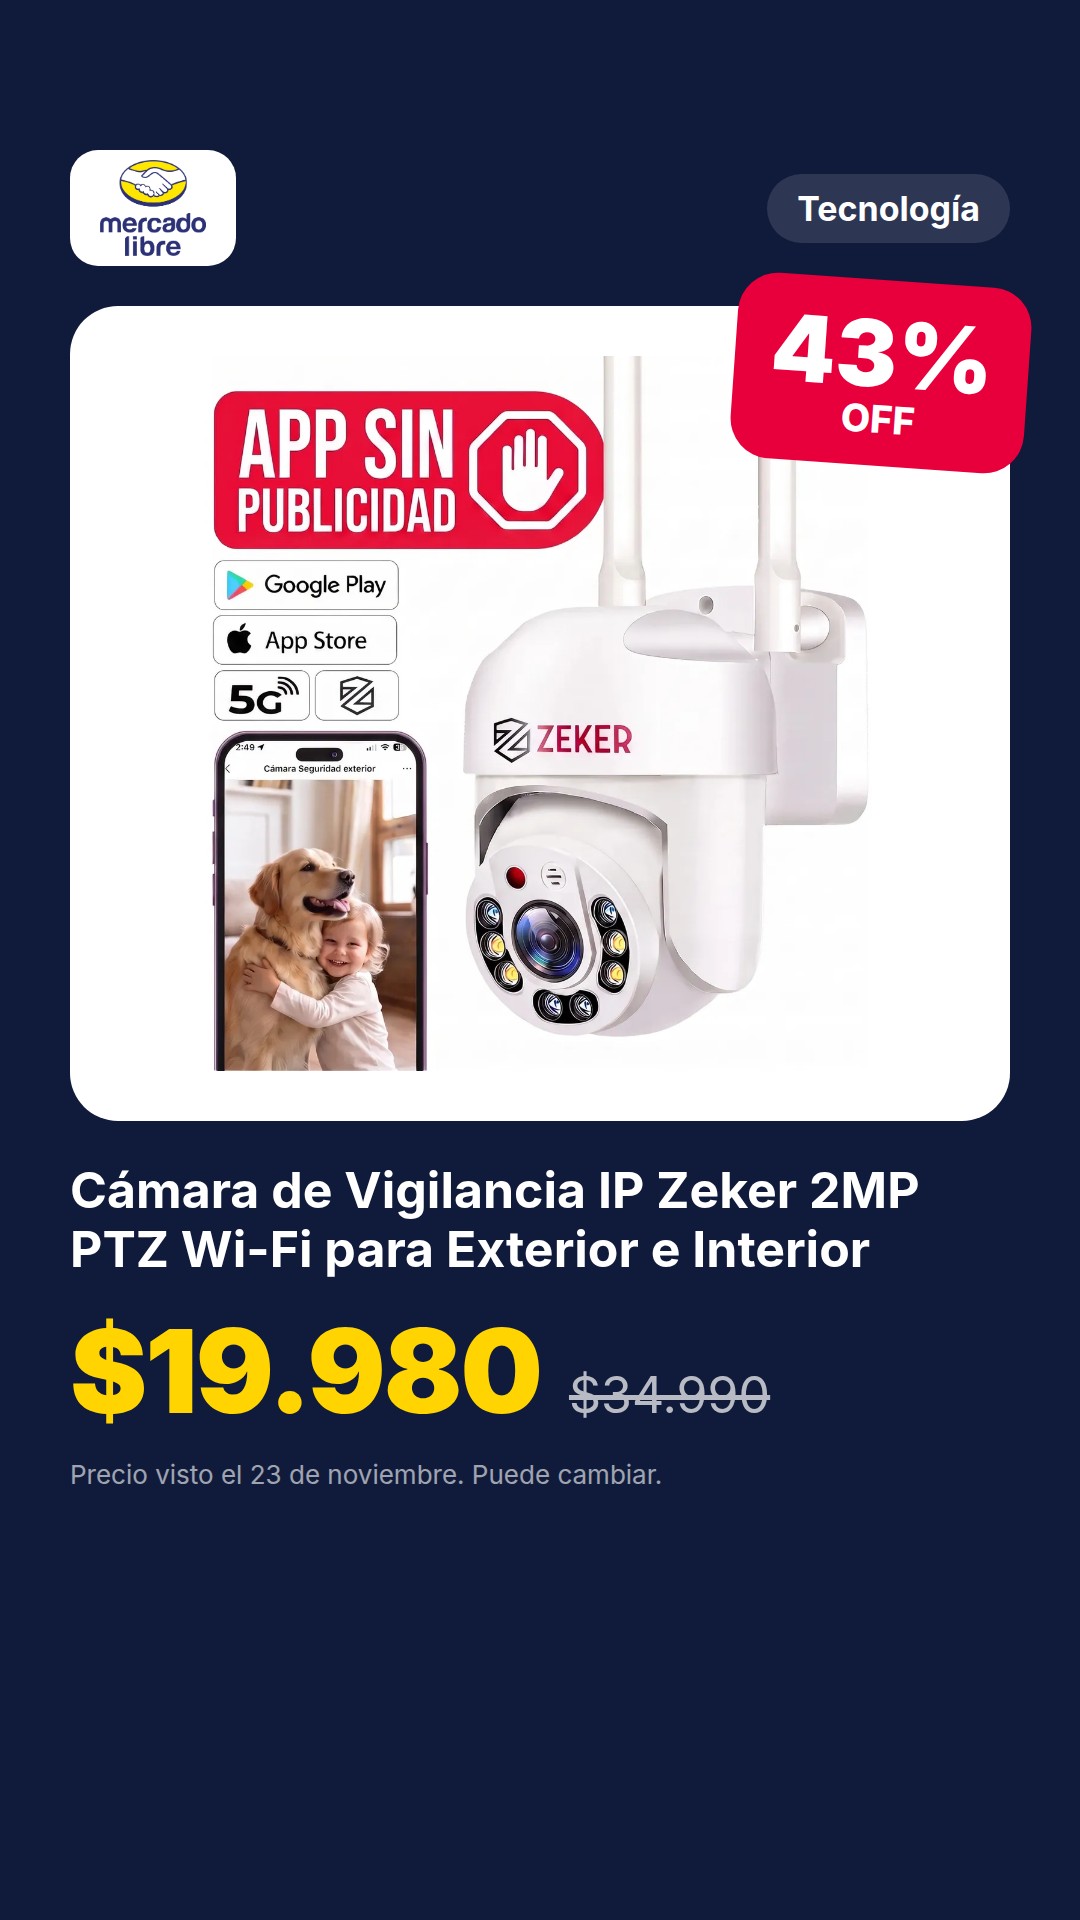 mercado
libre
Tecnología
43%
OFF
APP SIN
PUBLICIDAD
Google Play
App Store
5G
2:49
Cámara Seguridad exterior
ZEKER
Cámara de Vigilancia IP Zeker 2MP
PTZ Wi-Fi para Exterior e Interior
$19.980 $34.990
Precio visto el 23 de noviembre. Puede cambiar.